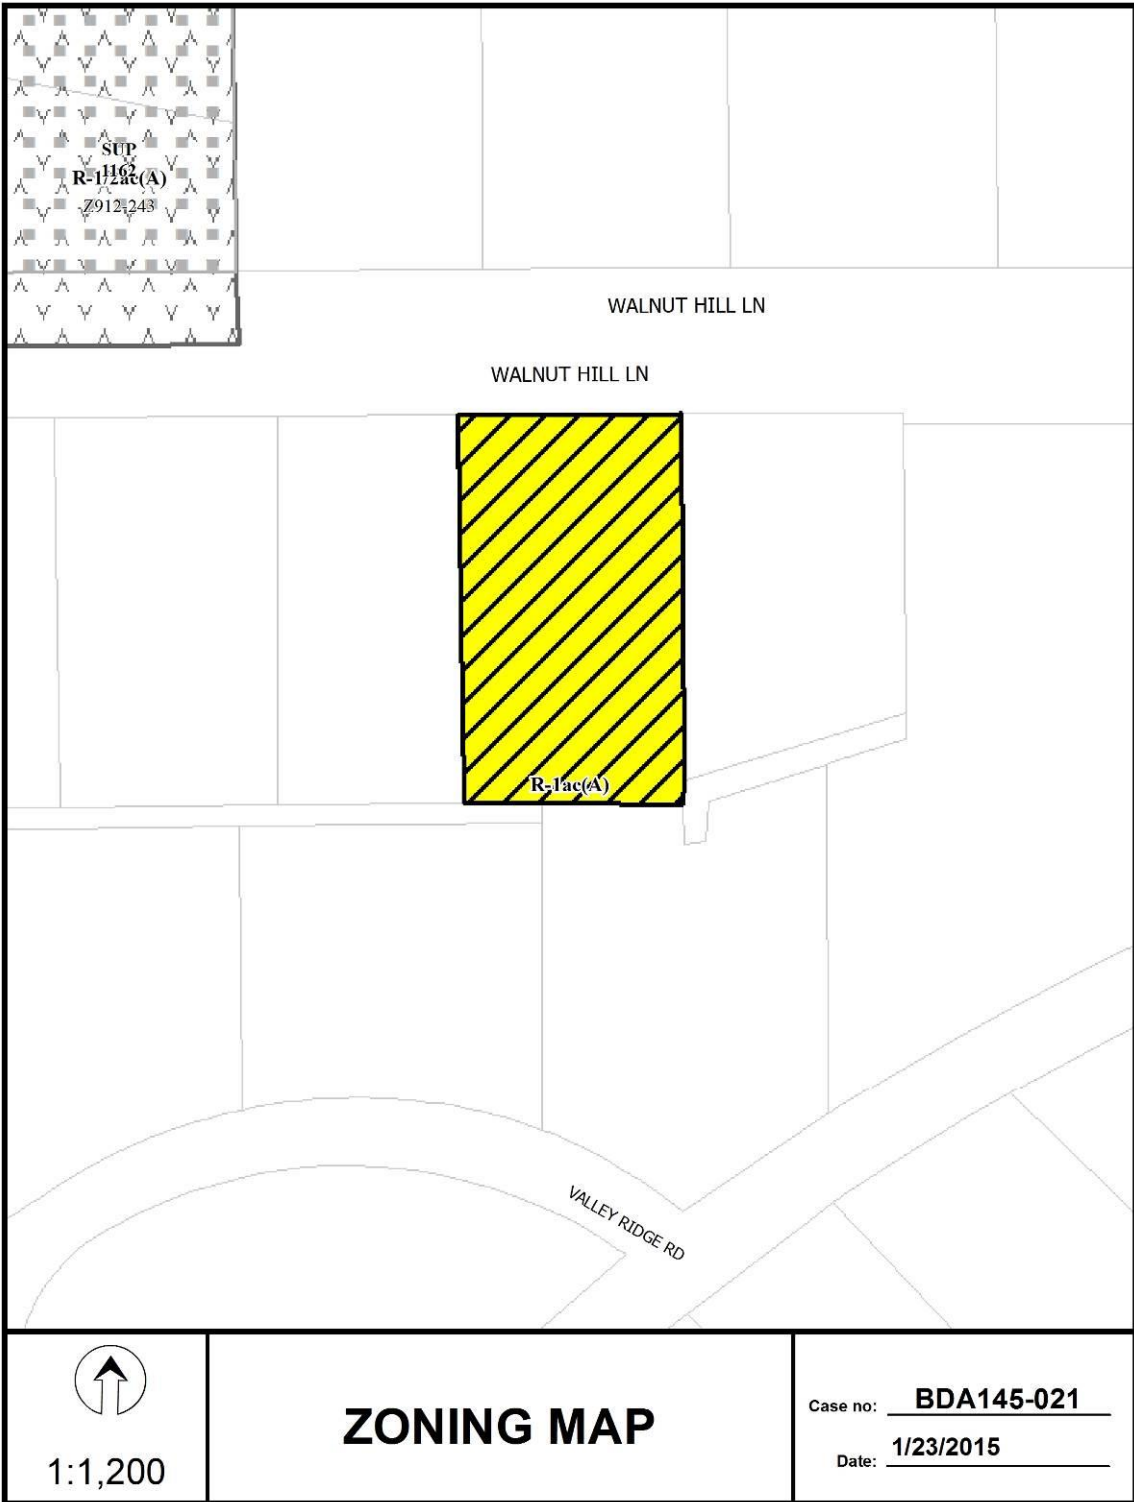 SUP
1162
R-1/2ac(A)
Z912-243
WALNUT HILL LN
WALNUT HILL LN
R-1ac(A)
VALLEY RIDGE RD
1:1,200
ZONING MAP
Case no: BDA145-021
Date: 1/23/2015